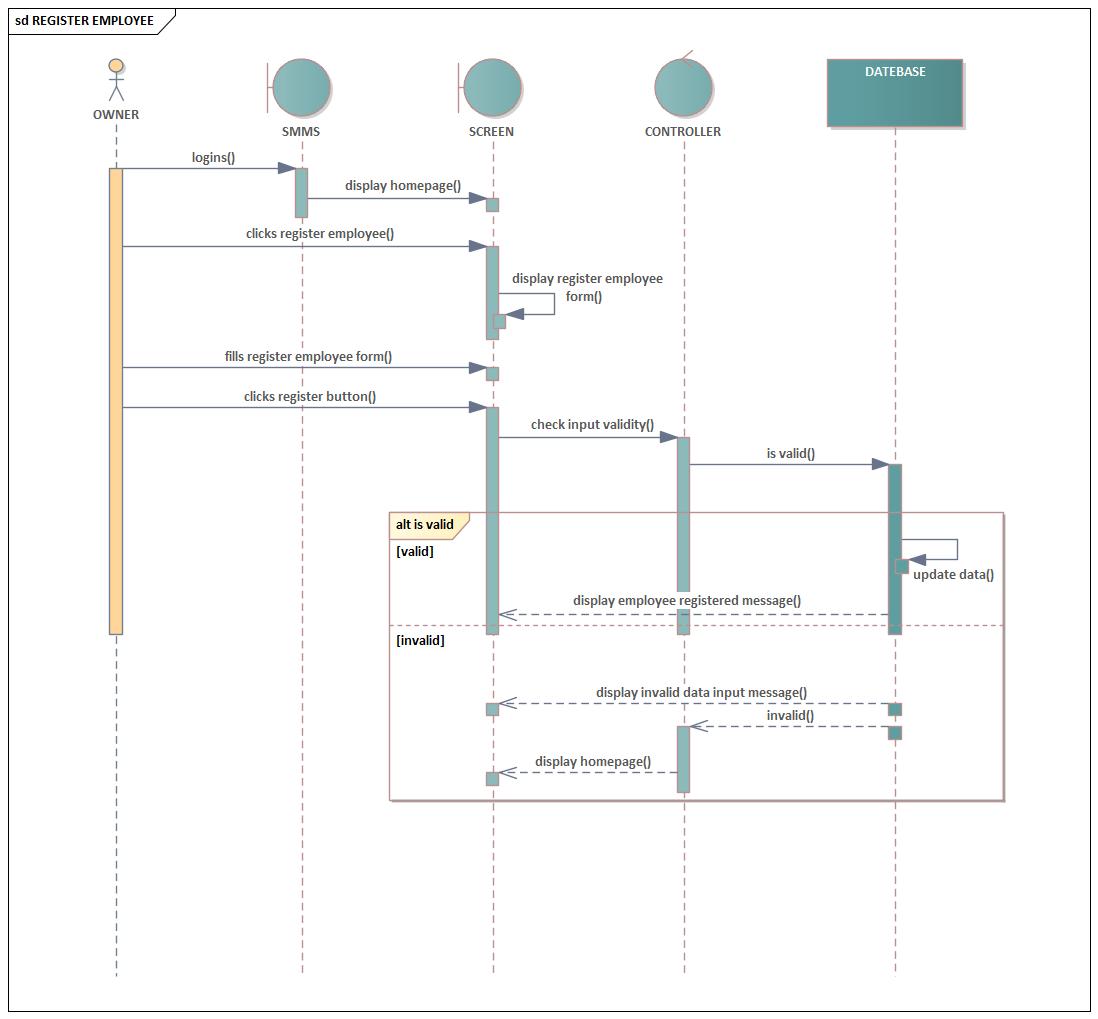 sd REGISTER EMPLOYEE
DATEBASE
OWNER
SMMS
SCREEN
CONTROLLER
logins()
display homepage()
clicks register employee()
display register employee
form()
fills register employee form()
clicks register button()
check input validity()
is valid()
alt is valid
[valid]
update data()
display employee registered message()
[invalid]
display invalid data input message()
invalid()
display homepage()